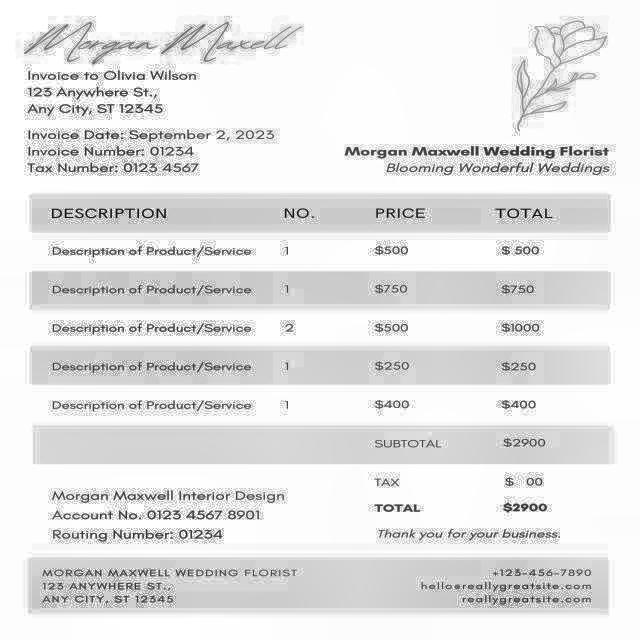 Morgan Maxell
Invoice to Olivia Wilson
123 Anywhere St.,
Any City, ST 12345
Invoice Date: September 2, 2023
Invoice Number: 01234
Tax Number: 0123 4567
Morgan Maxwell Wedding Florist
Blooming Wonderful Weddings
DESCRIPTION NO. PRICE TOTAL
Description of Product/Service 1 $500 $ 500
Description of Product/Service 1 $750 $750
Description of Product/Service 2 $500 $1000
Description of Product/Service 1 $250 $250
Description of Product/Service 1 $400 $400
SUBTOTAL $2900
TAX $ 00
TOTAL $2900
Morgan Maxwell Interior Design
Account No. 0123 4567 8901
Routing Number: 01234
Thank you for your business.
MORGAN MAXWELL WEDDING FLORIST
123 ANYWHERE ST.,
ANY CITY, ST 12345
+123-456-7890
hello@reallygreatsite.com
reallygreatsite.com